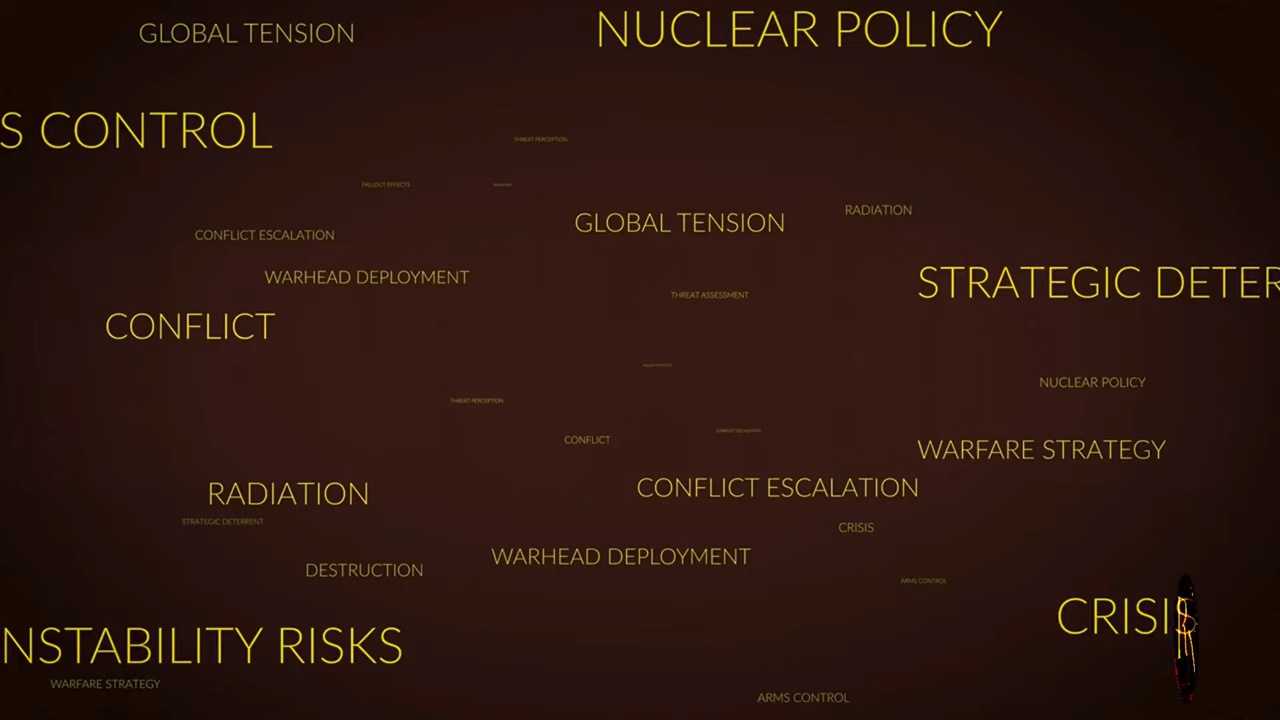 GLOBAL TENSION
NUCLEAR POLICY
S CONTROL
THREAT PERCEPTION
FALLOUT EFFECTS
GLOBAL TENSION
RADIATION
CONFLICT ESCALATION
WARHEAD DEPLOYMENT
STRATEGIC DETER
THREAT ASSESSMENT
CONFLICT
NUCLEAR POLICY
THREAT PERCEPTION
CONFLICT ESCALATION
CONFLICT
WARFARE STRATEGY
CONFLICT ESCALATION
RADIATION
STRATEGIC DETERRENT
CRISIS
WARHEAD DEPLOYMENT
DESTRUCTION
ARMS CONTROL
CRISIS
NSTABILITY RISKS
WARFARE STRATEGY
ARMS CONTROL